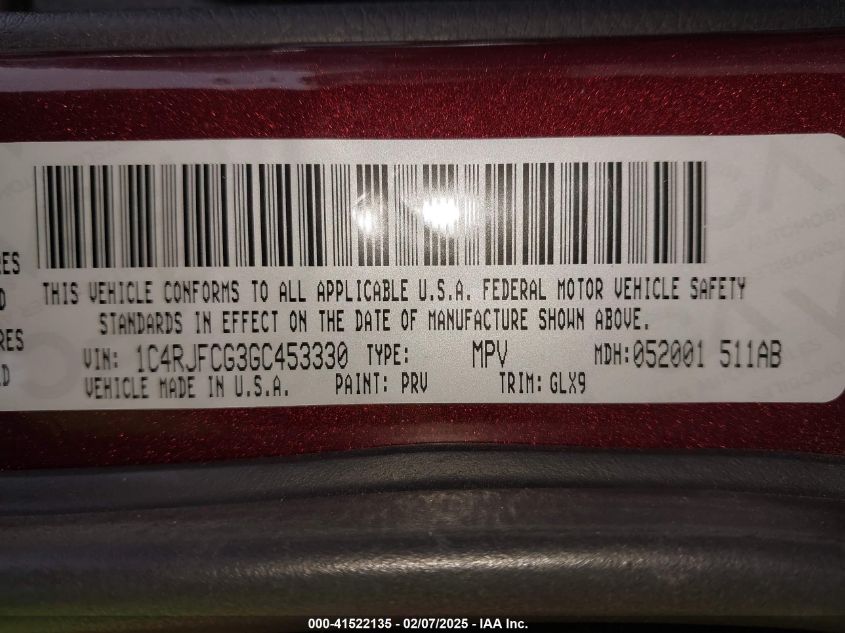 RES
D
RES
D
THIS VEHICLE CONFORMS TO ALL APPLICABLE U.S.A. FEDERAL MOTOR VEHICLE SAFETY
STANDARDS IN EFFECT ON THE DATE OF MANUFACTURE SHOWN ABOVE.
VIN: 1C4RJFCG3GC453330 TYPE: MPV MDH:052001 511AB
VEHICLE MADE IN U.S.A. PAINT: PRV TRIM:GLX9
000-41522135 - 02/07/2025 - IAA Inc.